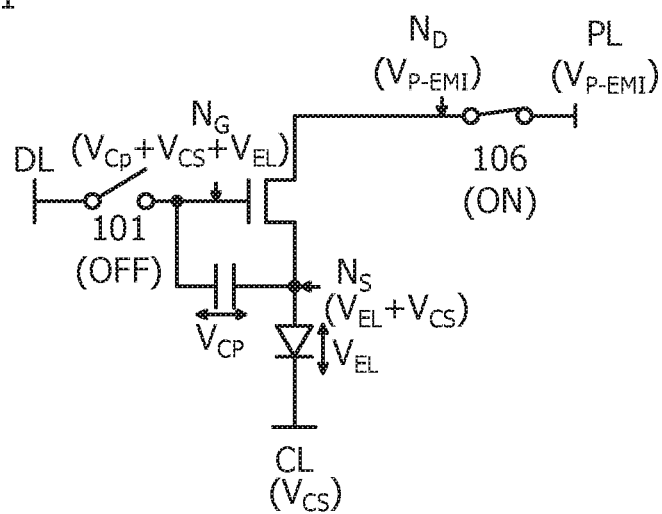 N_D
(V_P-EMI)
PL
(V_P-EMI)
N_G
(V_Cp+V_CS+V_EL)
DL
101
(OFF)
106
(ON)
N_S
(V_EL+V_CS)
V_CP
V_EL
CL
(V_CS)